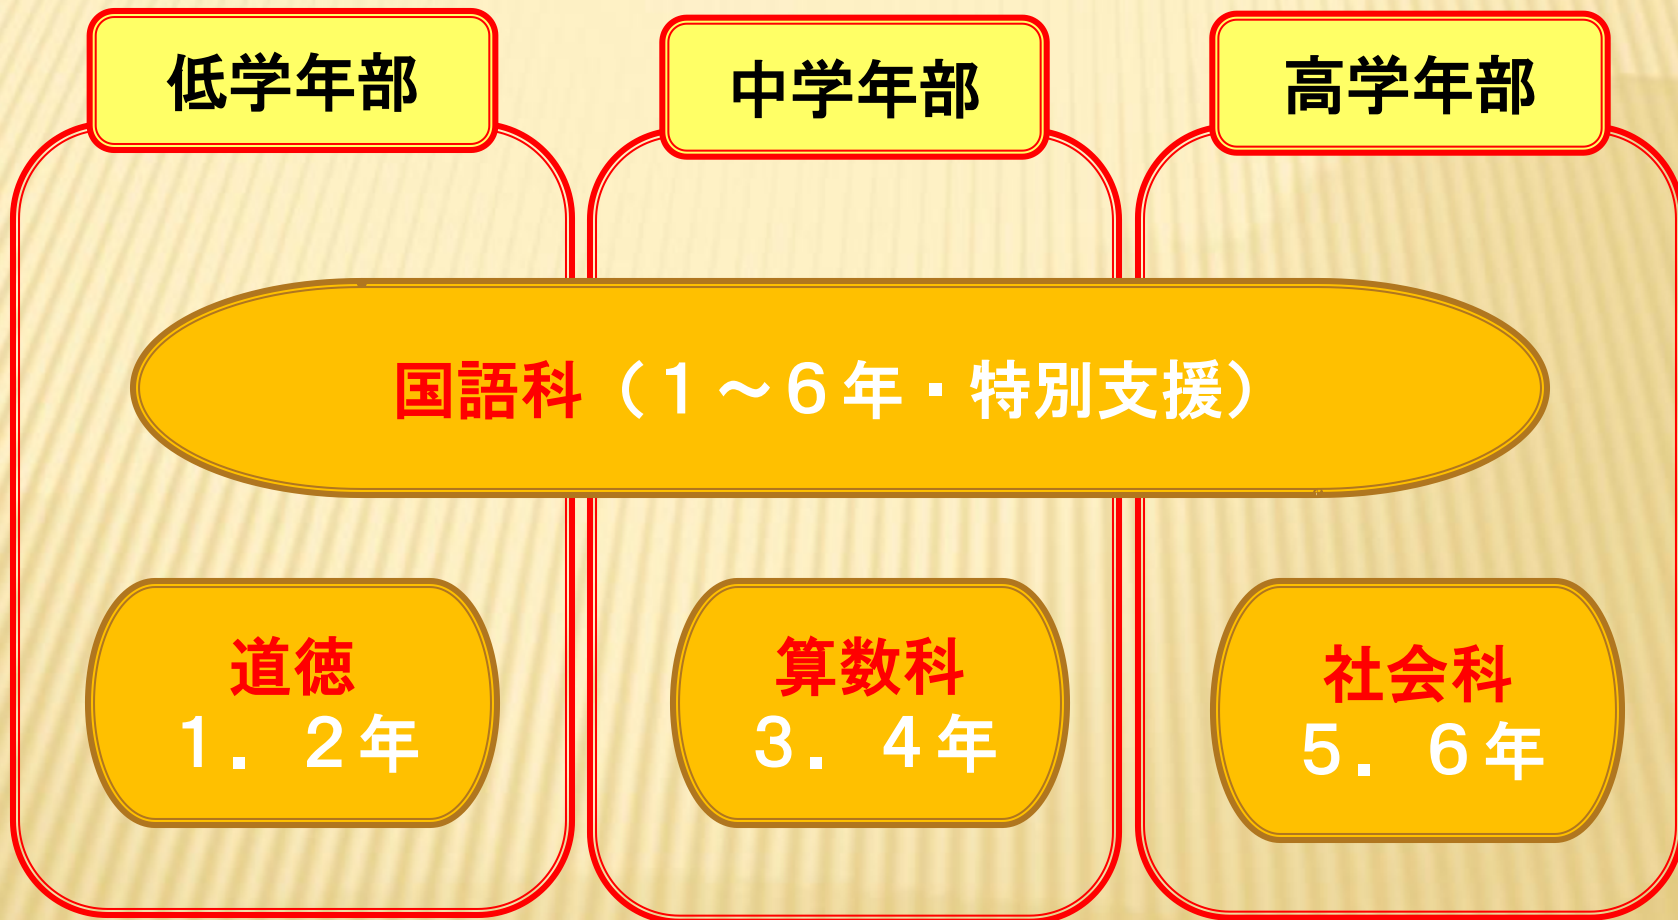 低学年部
中学年部
高学年部
国語科（１～６年・特別支援）
道徳
１．２年
算数科
３．４年
社会科
５．６年